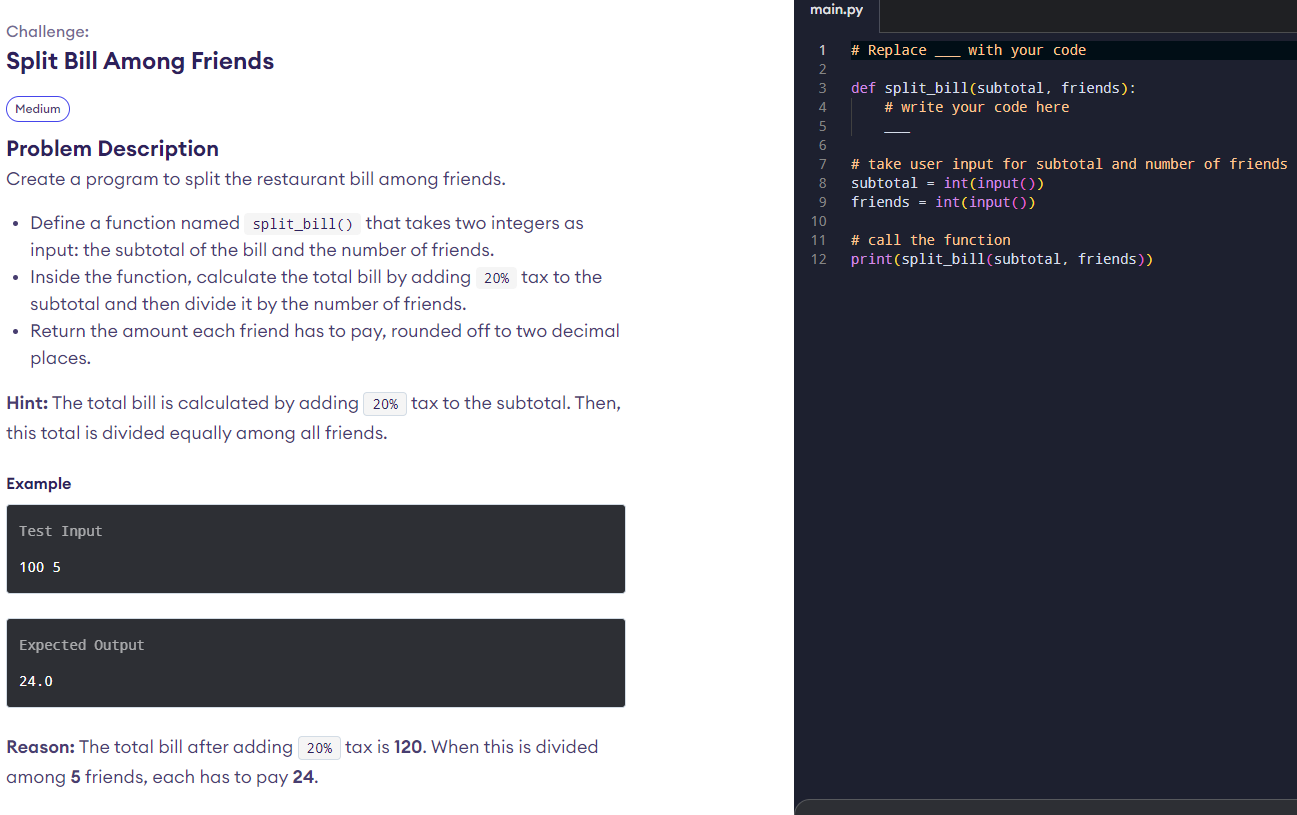 Challenge:
Split Bill Among Friends
Medium
Problem Description
Create a program to split the restaurant bill among friends.
• Define a function named split_bill() that takes two integers as
input: the subtotal of the bill and the number of friends.
• Inside the function, calculate the total bill by adding 20% tax to the
subtotal and then divide it by the number of friends.
• Return the amount each friend has to pay, rounded off to two decimal
places.
Hint: The total bill is calculated by adding 20% tax to the subtotal. Then,
this total is divided equally among all friends.
Example
Test Input
100 5
Expected Output
24.0
Reason: The total bill after adding 20% tax is 120. When this is divided
among 5 friends, each has to pay 24.
main.py
1 # Replace ___ with your code
2
3 def split_bill(subtotal, friends):
4     # write your code here
5     ___
6
7 # take user input for subtotal and number of friends
8 subtotal = int(input())
9 friends = int(input())
10
11 # call the function
12 print(split_bill(subtotal, friends))